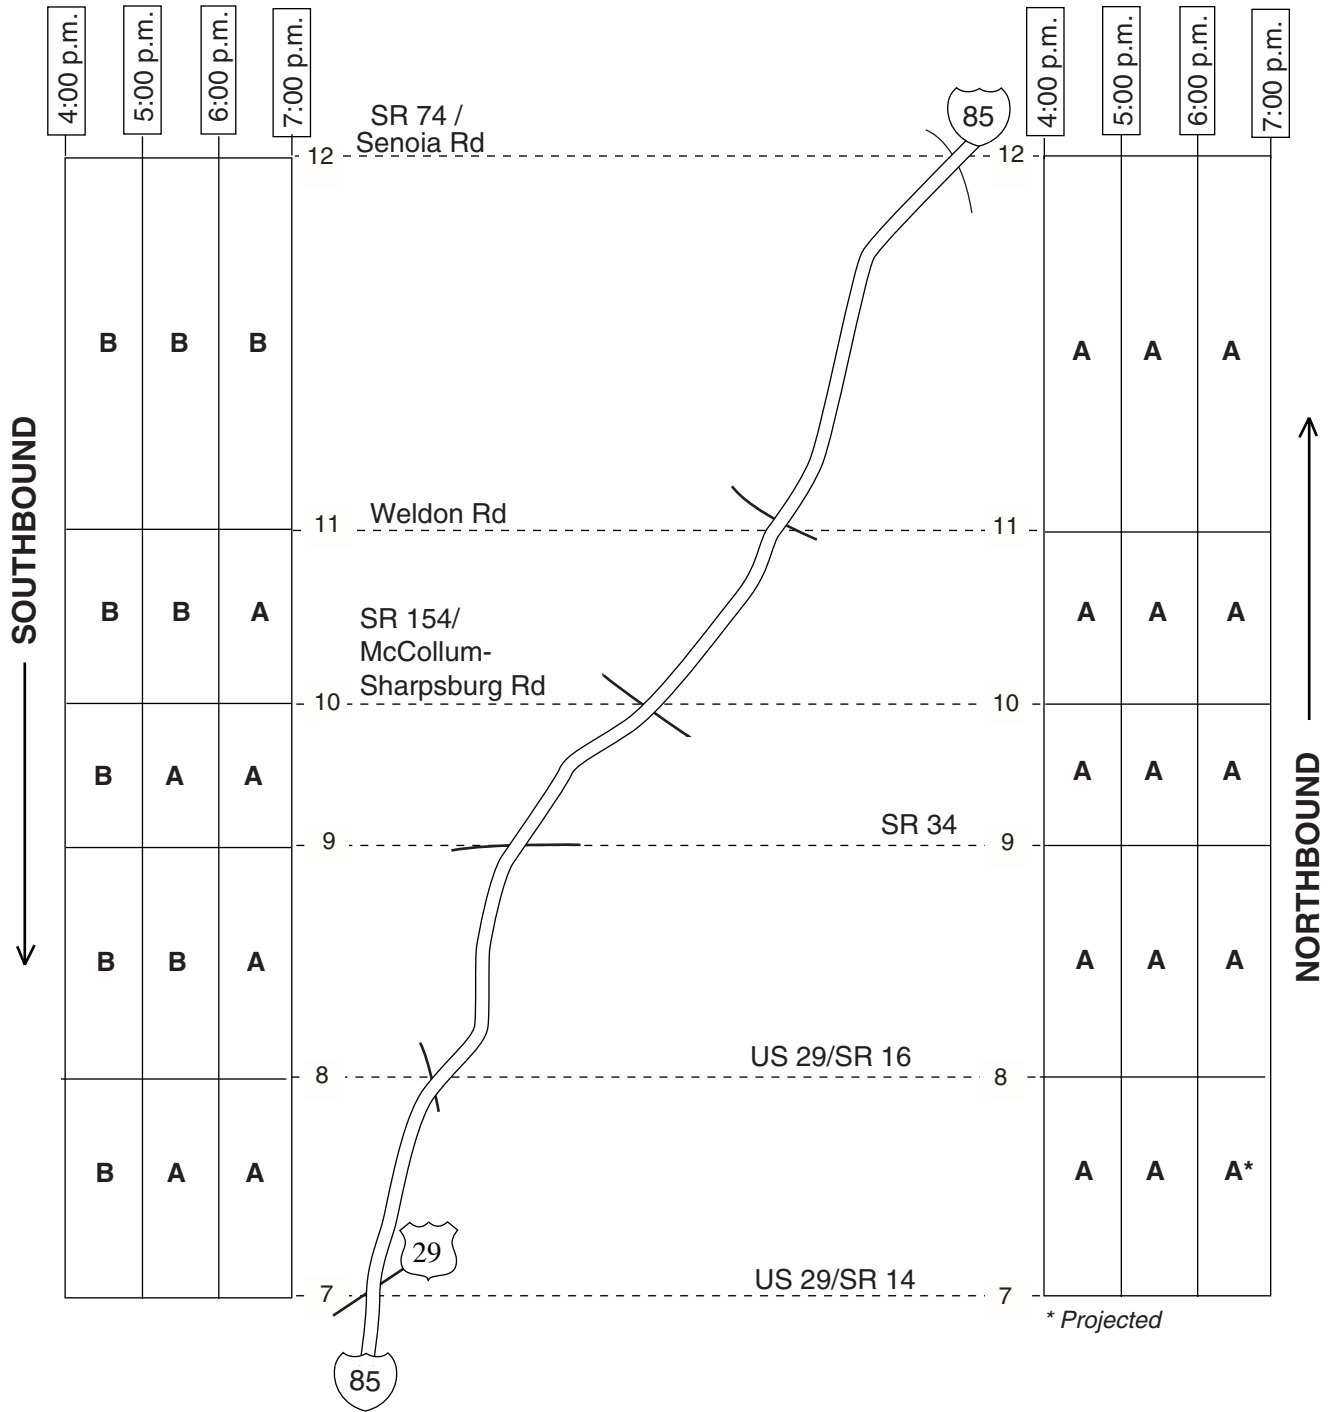 4:00 p.m. 5:00 p.m. 6:00 p.m. 7:00 p.m.
4:00 p.m. 5:00 p.m. 6:00 p.m. 7:00 p.m.
85
SR 74 /
Senoia Rd
12 12
B B B
A A A
SOUTHBOUND
NORTHBOUND
Weldon Rd
11 11
B B A
A A A
SR 154/
McCollum-
Sharpsburg Rd
10 10
B A A
A A A
SR 34
9 9
B B A
A A A
US 29/SR 16
8 8
B A A
A A A*
29
US 29/SR 14
7 7
* Projected
85